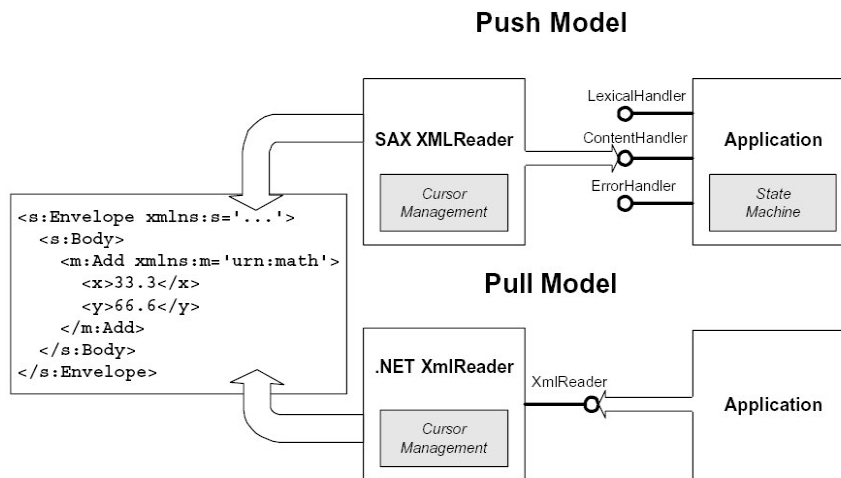 Push Model
LexicalHandler
SAX XMLReader
ContentHandler
Application
Cursor
Management
ErrorHandler
State
Machine
<s:Envelope xmlns:s='...'>
<s:Body>
<m:Add xmlns:m='urn:math'>
<x>33.3</x>
<y>66.6</y>
</m:Add>
</s:Body>
</s:Envelope>
Pull Model
.NET XmlReader
XmlReader
Application
Cursor
Management